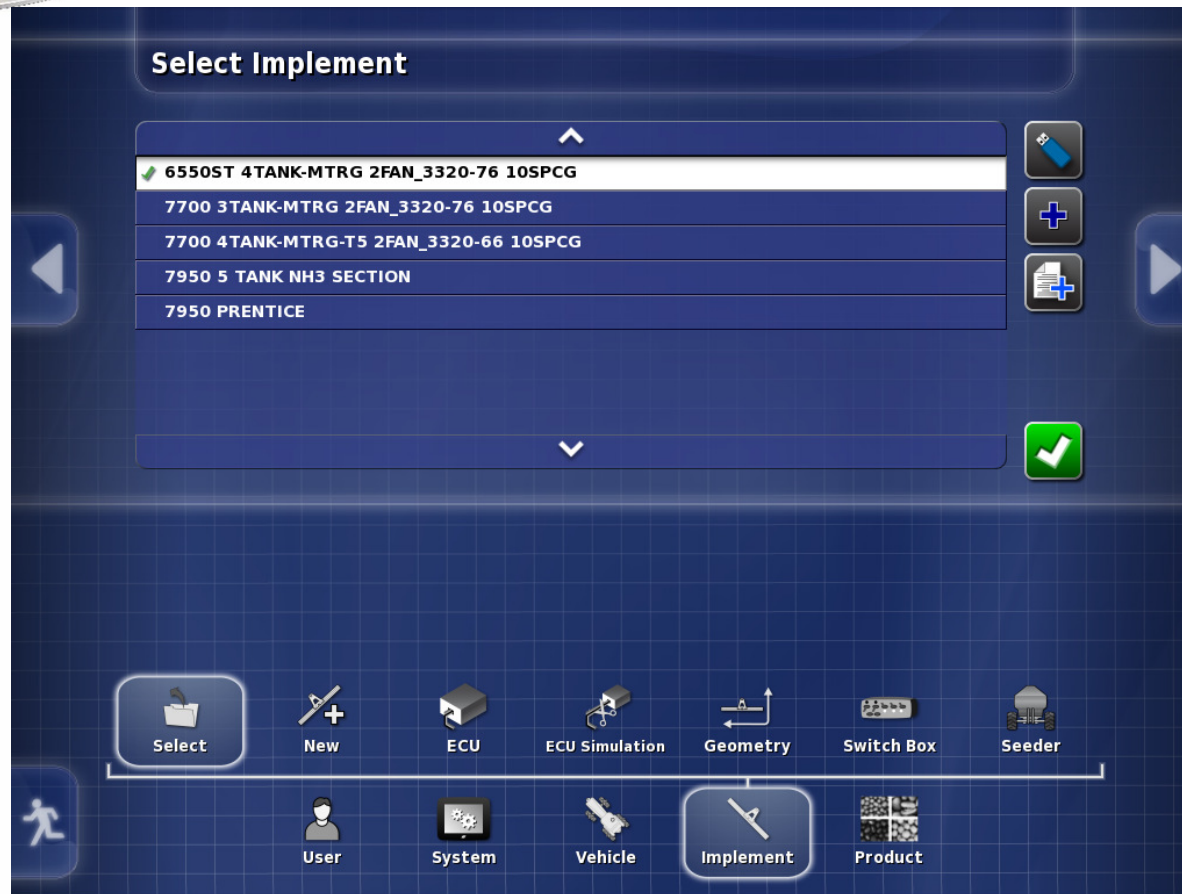 Select Implement
6550ST 4TANK-MTRG 2FAN_3320-76 10SPCG
7700 3TANK-MTRG 2FAN_3320-76 10SPCG
7700 4TANK-MTRG-T5 2FAN_3320-66 10SPCG
7950 5 TANK NH3 SECTION
7950 PRENTICE
Select
New
ECU
ECU Simulation
Geometry
Switch Box
Seeder
User
System
Vehicle
Implement
Product